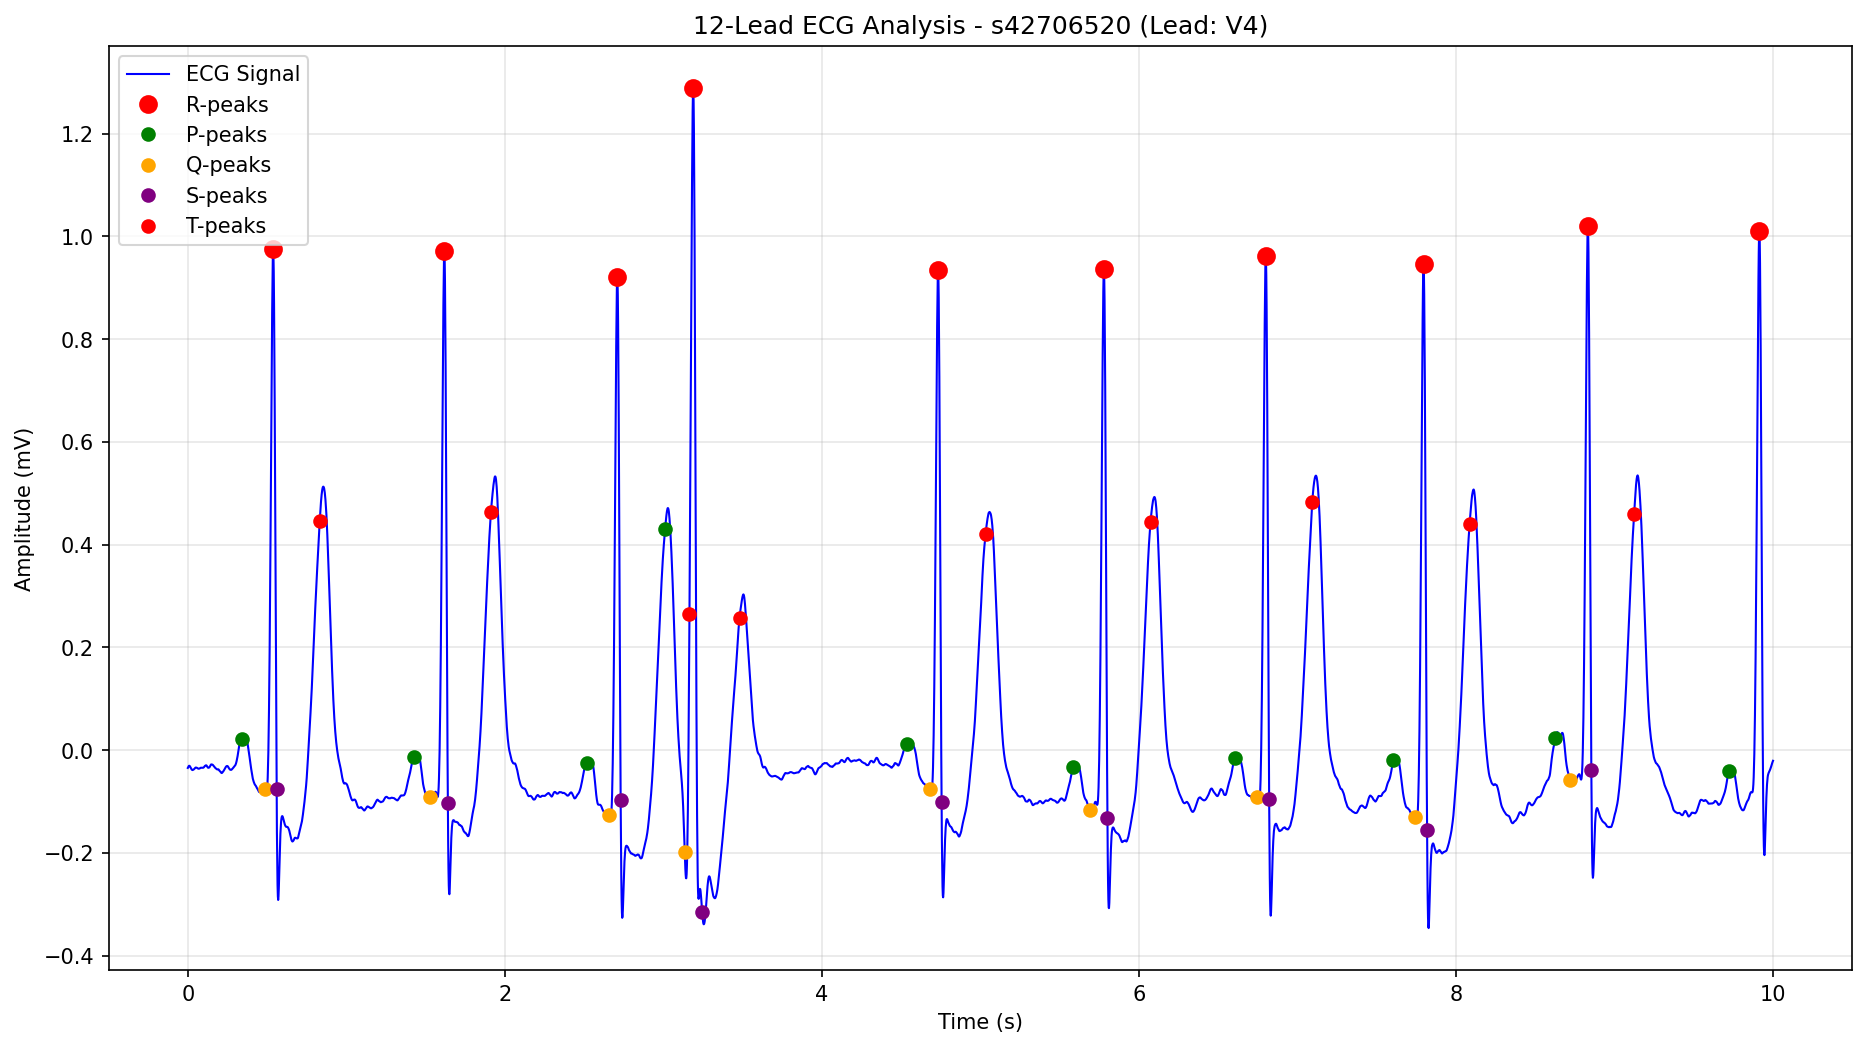 12-Lead ECG Analysis - s42706520 (Lead: V4)
ECG Signal
R-peaks
P-peaks
Q-peaks
S-peaks
T-peaks
Amplitude (mV)
1.2
1.0
0.8
0.6
0.4
0.2
0.0
−0.2
−0.4
0 2 4 6 8 10
Time (s)